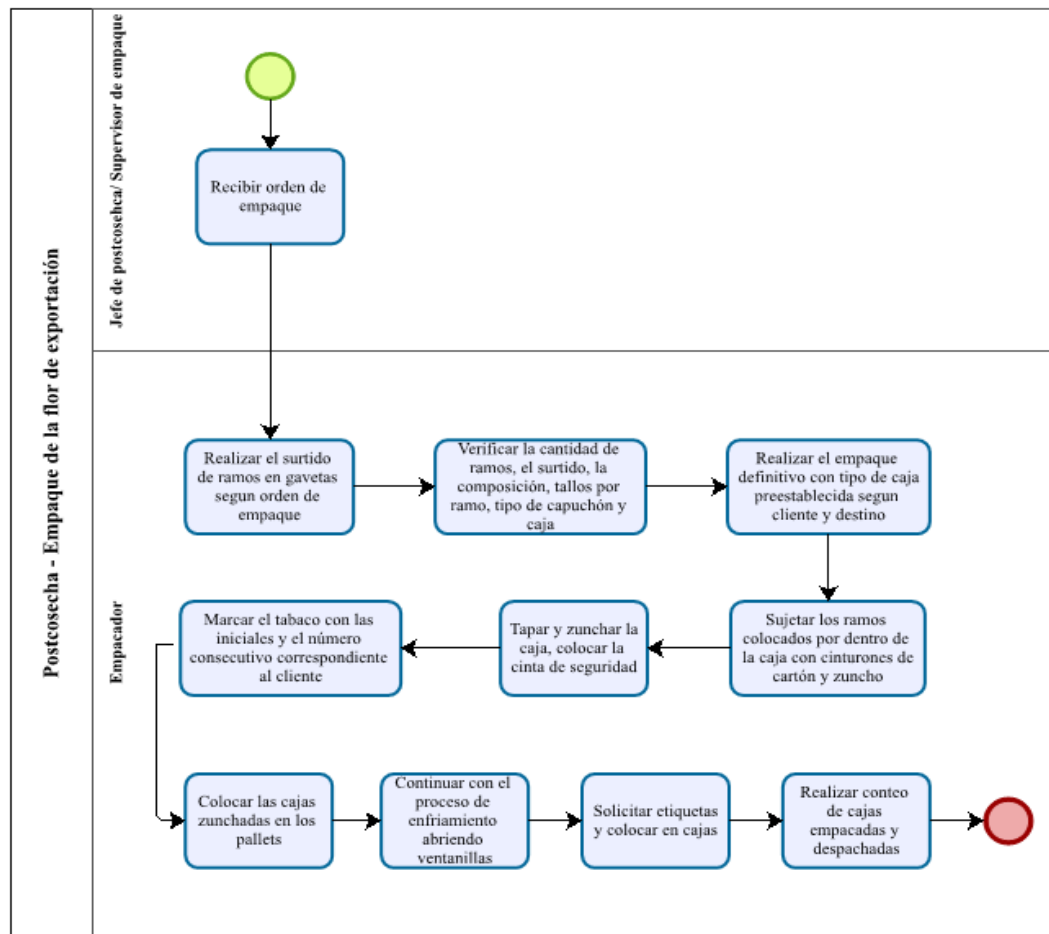 Postcosecha - Empaque de la flor de exportación
Jefe de postcosehca/ Supervisor de empaque
Recibir orden de
empaque
Empacador
Realizar el surtido
de ramos en gavetas
segun orden de
empaque
Verificar la cantidad de
ramos, el surtido, la
composición, tallos por
ramo, tipo de capuchón y
caja
Realizar el empaque
definitivo con tipo de caja
preestablecida segun
cliente y destino
Sujetar los ramos
colocados por dentro de
la caja con cinturones de
cartón y zuncho
Tapar y zunchar la
caja, colocar la
cinta de seguridad
Marcar el tabaco con las
iniciales y el número
consecutivo correspondiente
al cliente
Colocar las cajas
zunchadas en los
pallets
Continuar con el
proceso de
enfriamiento
abriendo
ventanillas
Solicitar etiquetas
y colocar en cajas
Realizar conteo
de cajas
empacadas y
despachadas